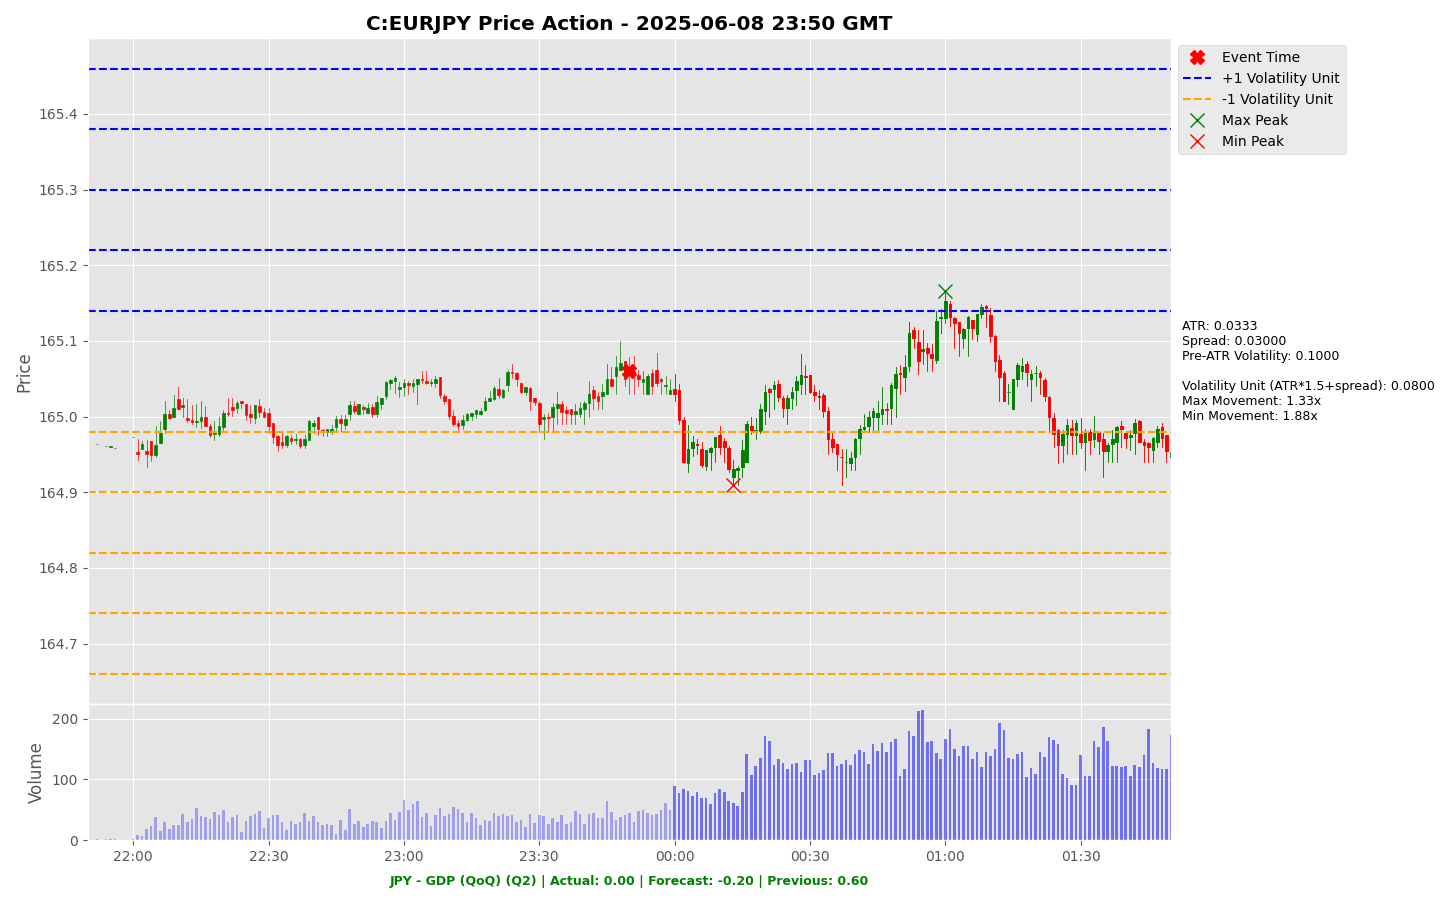 C:EURJPY Price Action - 2025-06-08 23:50 GMT
Event Time
+1 Volatility Unit
-1 Volatility Unit
Max Peak
Min Peak
Price
165.4
165.3
165.2
165.1
165.0
164.9
164.8
164.7
ATR: 0.0333
Spread: 0.03000
Pre-ATR Volatility: 0.1000
Volatility Unit (ATR*1.5+spread): 0.0800
Max Movement: 1.33x
Min Movement: 1.88x
Volume
200
100
0
22:00 22:30 23:00 23:30 00:00 00:30 01:00 01:30
JPY - GDP (QoQ) (Q2) | Actual: 0.00 | Forecast: -0.20 | Previous: 0.60